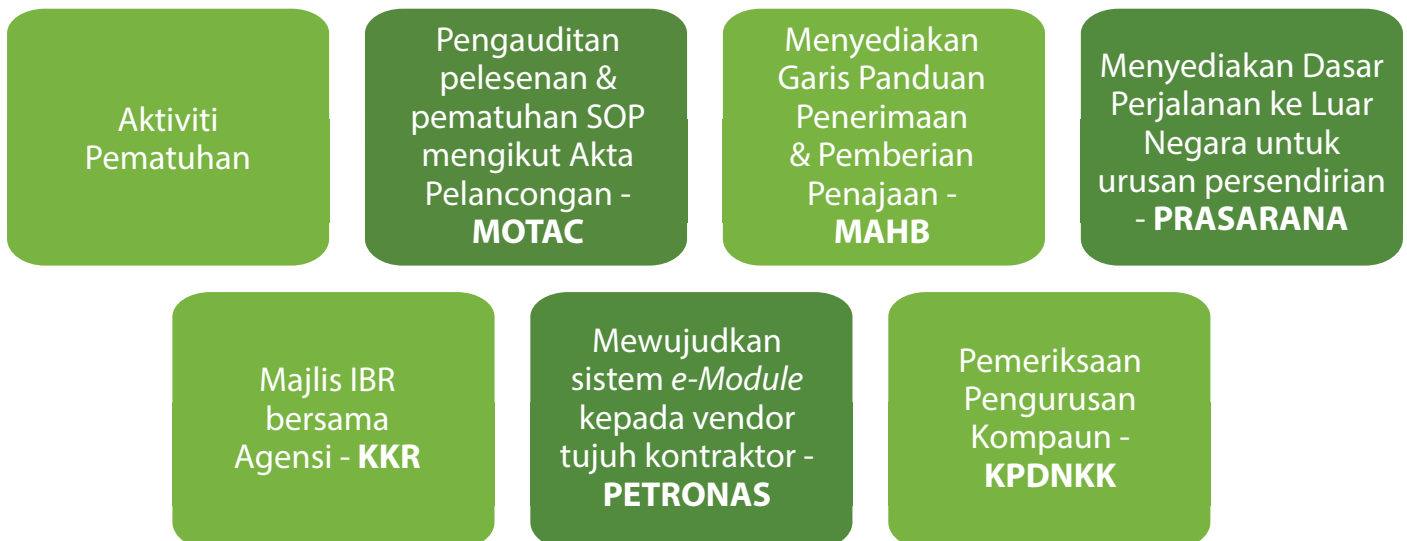 Aktiviti
Pematuhan
Pengauditan
pelesenan &
pematuhan SOP
mengikut Akta
Pelancongan -
MOTAC
Menyediakan
Garis Panduan
Penerimaan
& Pemberian
Penajaan -
MAHB
Menyediakan Dasar
Perjalanan ke Luar
Negara untuk
urusan persendirian
- PRASARANA
Majlis IBR
bersama
Agensi - KKR
Mewujudkan
sistem e-Module
kepada vendor
tujuh kontraktor -
PETRONAS
Pemeriksaan
Pengurusan
Kompaun -
KPDNKK